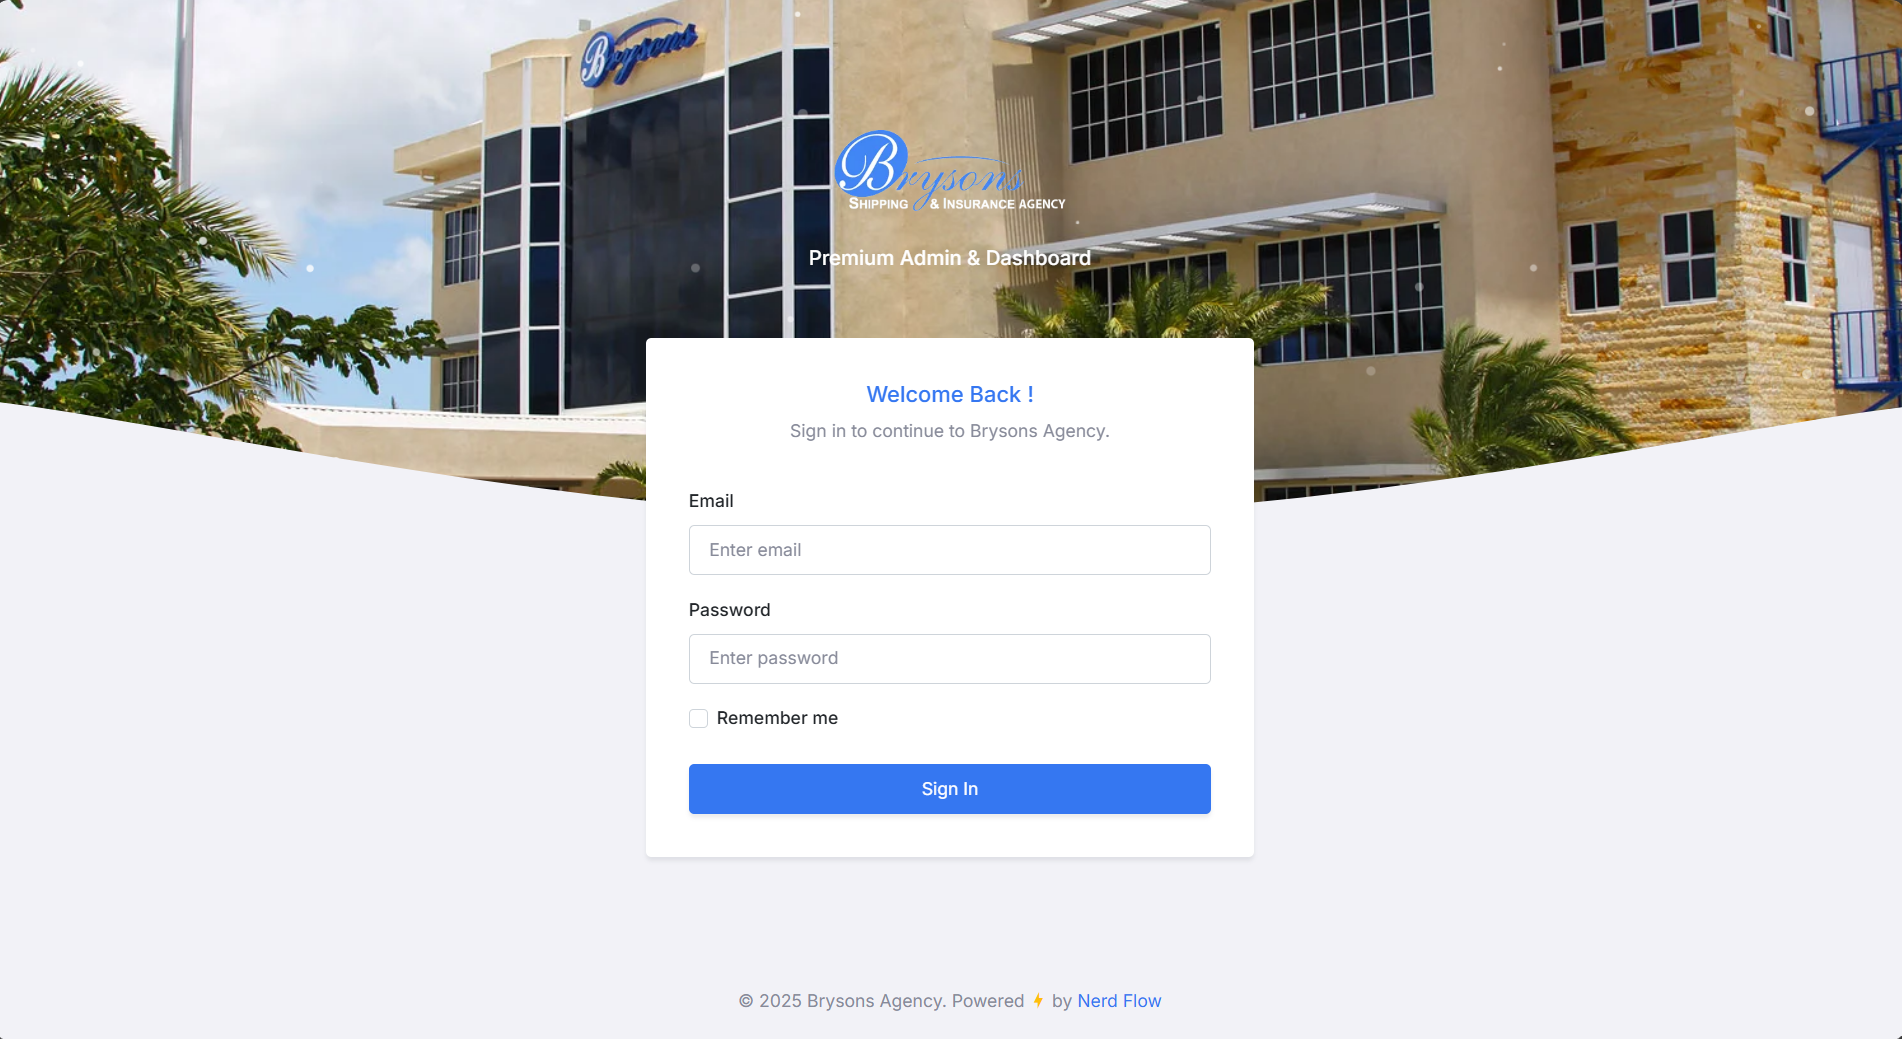 Brysons
Brysons
SHIPPING & INSURANCE AGENCY
Premium Admin & Dashboard
Welcome Back !
Sign in to continue to Brysons Agency.
Email
Enter email
Password
Enter password
Remember me
Sign In
© 2025 Brysons Agency. Powered ⚡ by Nerd Flow